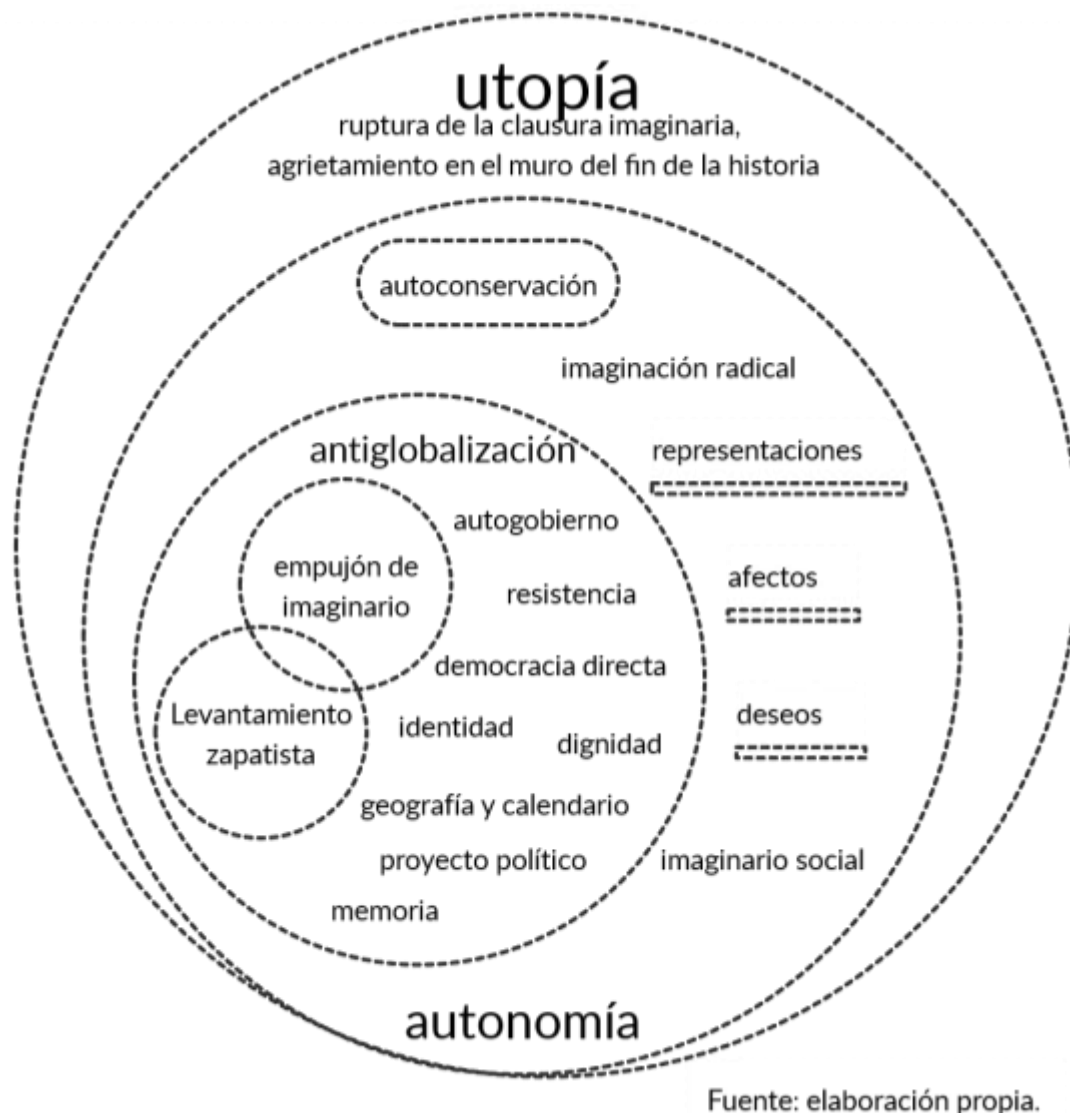 utopía
ruptura de la clausura imaginaria,
agrietamiento en el muro del fin de la historia
autoconservación
imaginación radical
antiglobalización
representaciones
autogobierno
empujón de
imaginario
resistencia
afectos
democracia directa
Levantamiento
zapatista
identidad
dignidad
deseos
geografía y calendario
proyecto político
imaginario social
memoria
autonomía
Fuente: elaboración propia.